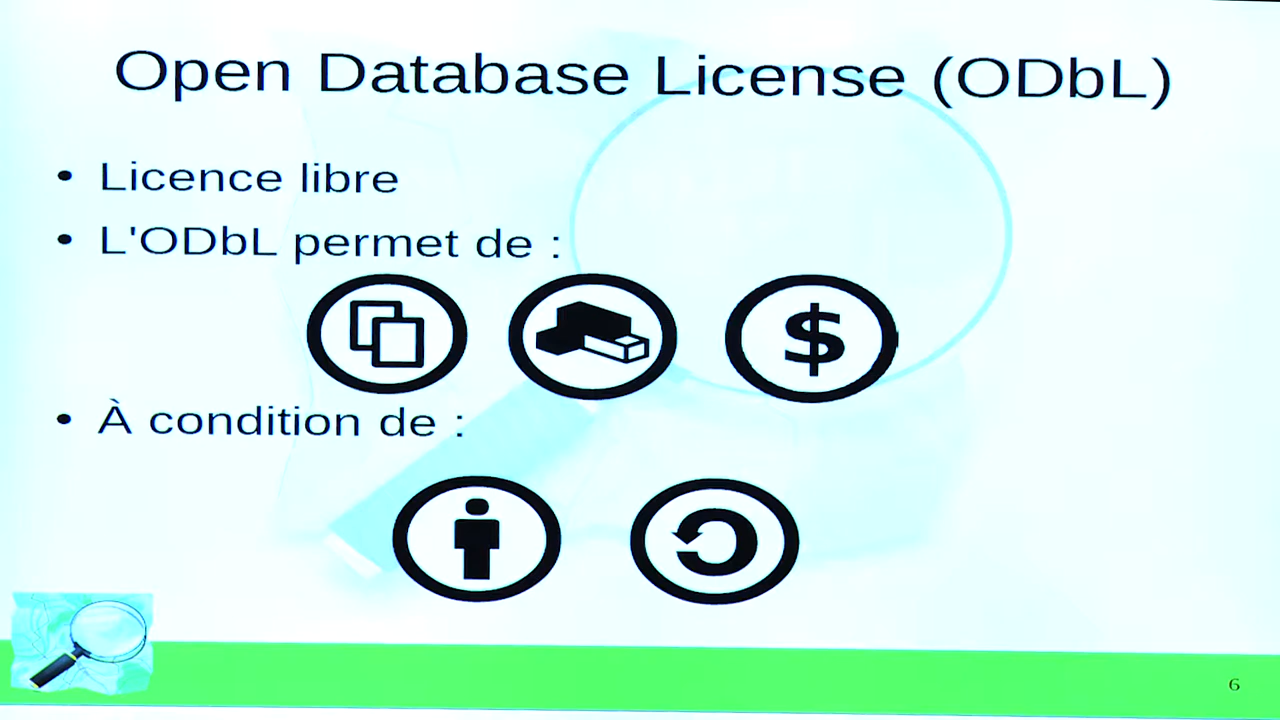 Open Database License (ODbL)
• Licence libre
• L'ODbL permet de :
$
• À condition de :
6